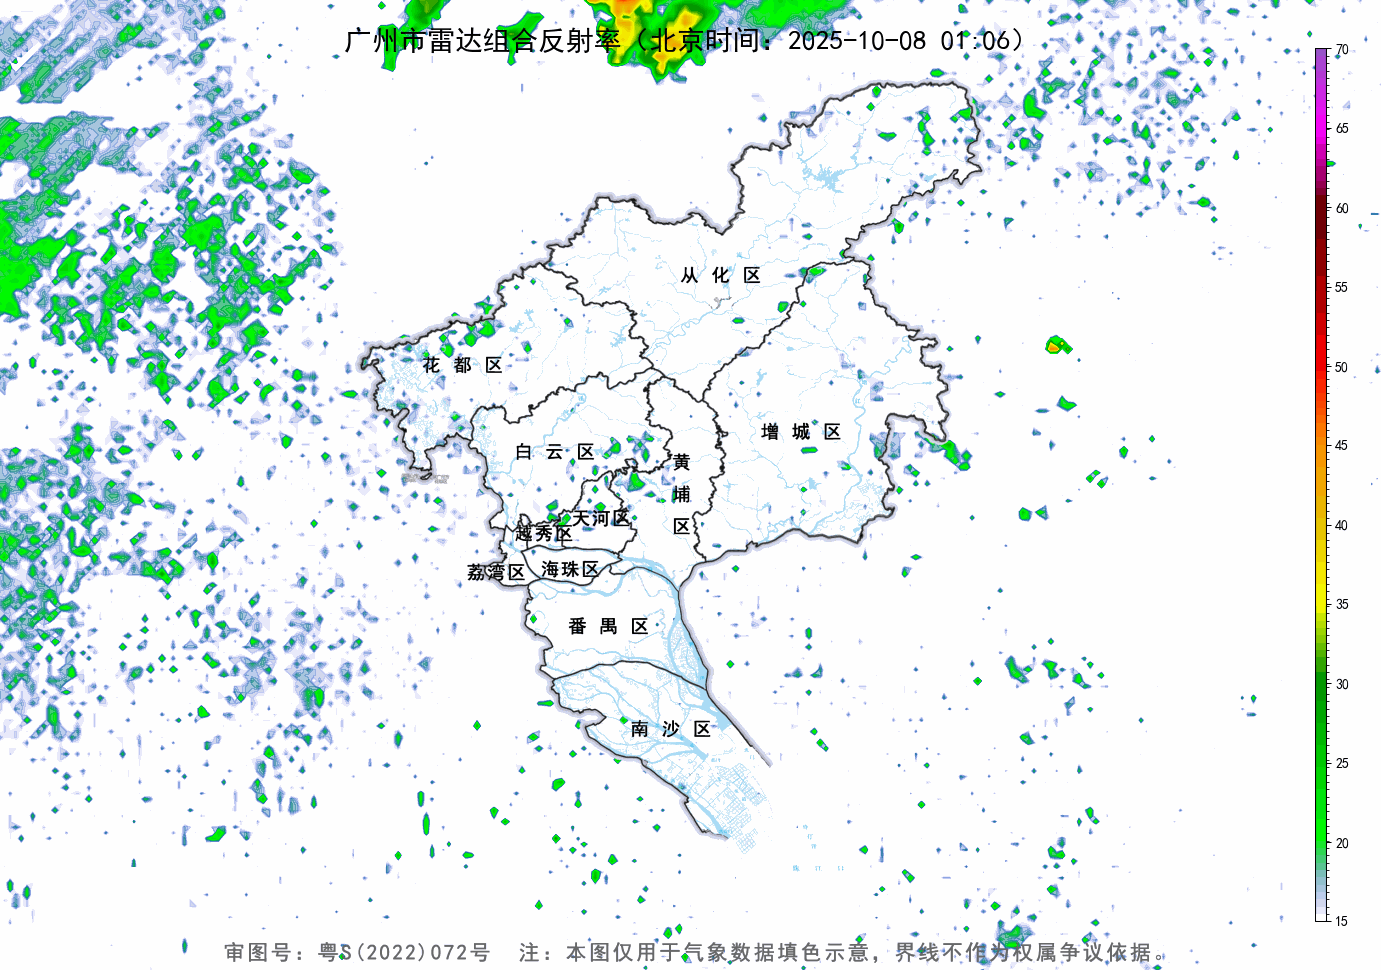 广州市雷达组合反射率（北京时间：2025-10-08 01:06）
70
65
60
55
50
45
40
35
30
25
20
15
从 化 区
花 都 区
增 城 区
白 云 区
黄
埔
区
天河区
越秀区
荔湾区
海珠区
番 禺 区
南 沙 区
审图号：粤S(2022)072号 注：本图仅用于气象数据填色示意，界线不作为权属争议依据。